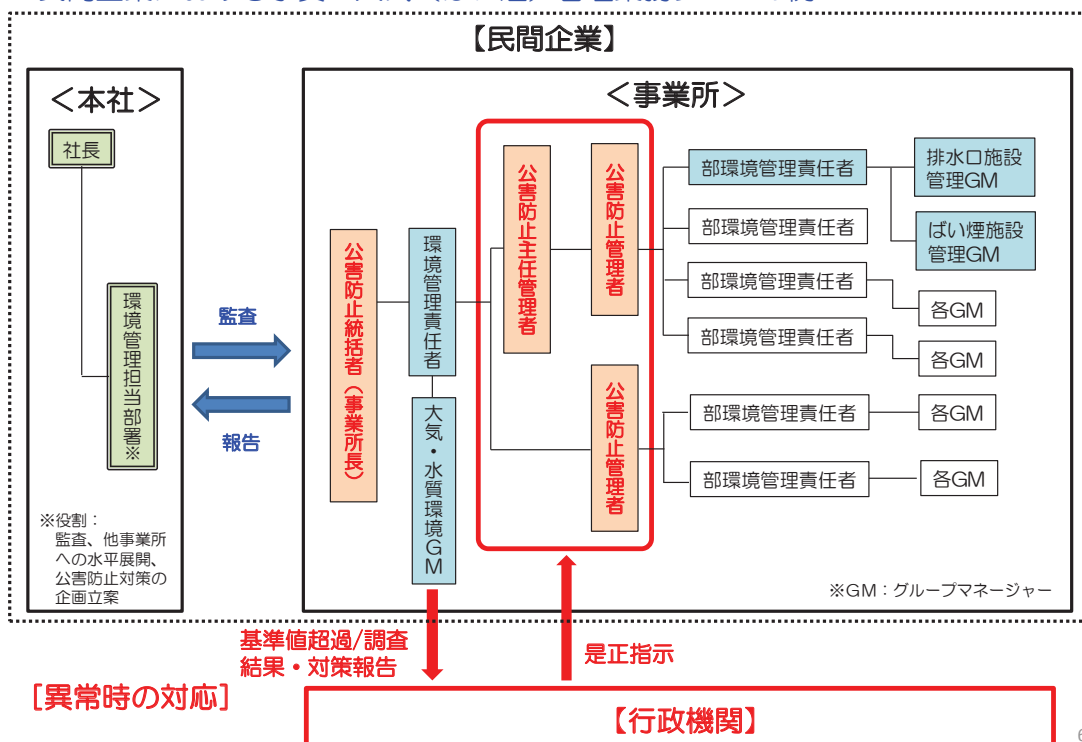 【民間企業】
＜本社＞
社長
環境管理担当部署※
※役割：
監査、他事業所
への水平展開、
公害防止対策の
企画立案
監査
報告
＜事業所＞
公害防止統括者（事業所長）
環境管理責任者
大気・水質環境GM
公害防止主任管理者
公害防止管理者
公害防止管理者
部環境管理責任者
排水口施設
管理GM
ばい煙施設
管理GM
部環境管理責任者
部環境管理責任者
各GM
部環境管理責任者
各GM
部環境管理責任者
各GM
部環境管理責任者
各GM
※GM：グループマネージャー
基準値超過/調査
結果・対策報告
是正指示
[異常時の対応]
【行政機関】